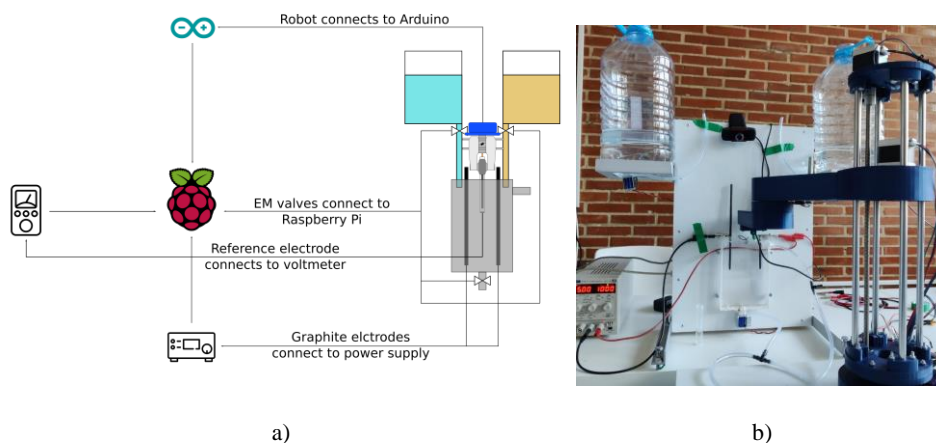 Robot connects to Arduino
EM valves connect to
Raspberry Pi
Reference electrode
connects to voltmeter
Graphite elctrodes
connect to power supply
a)
b)